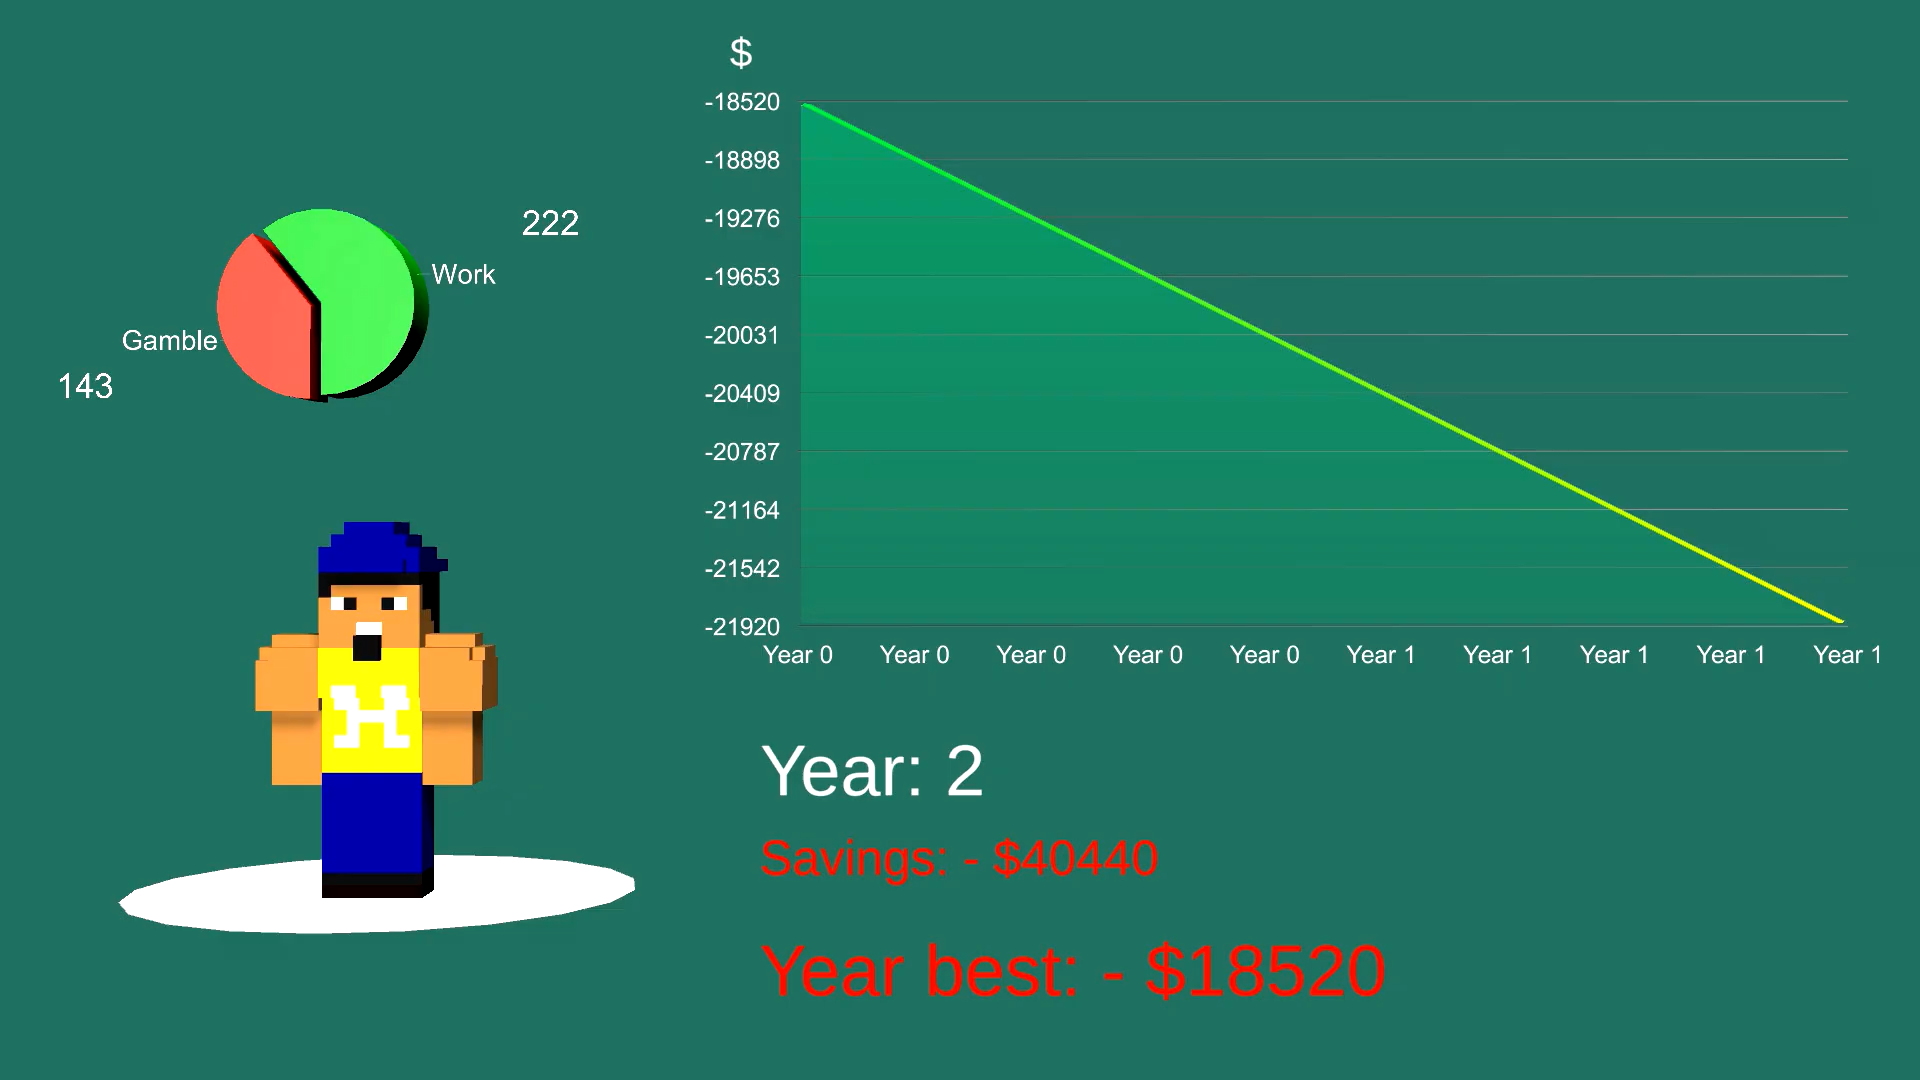 $
-18520
-18898
-19276
-19653
-20031
-20409
-20787
-21164
-21542
-21920
Year 0 Year 0 Year 0 Year 0 Year 0 Year 1 Year 1 Year 1 Year 1 Year 1
222
Work
Gamble
143
Year: 2
Savings: - $40440
Year best: - $18520